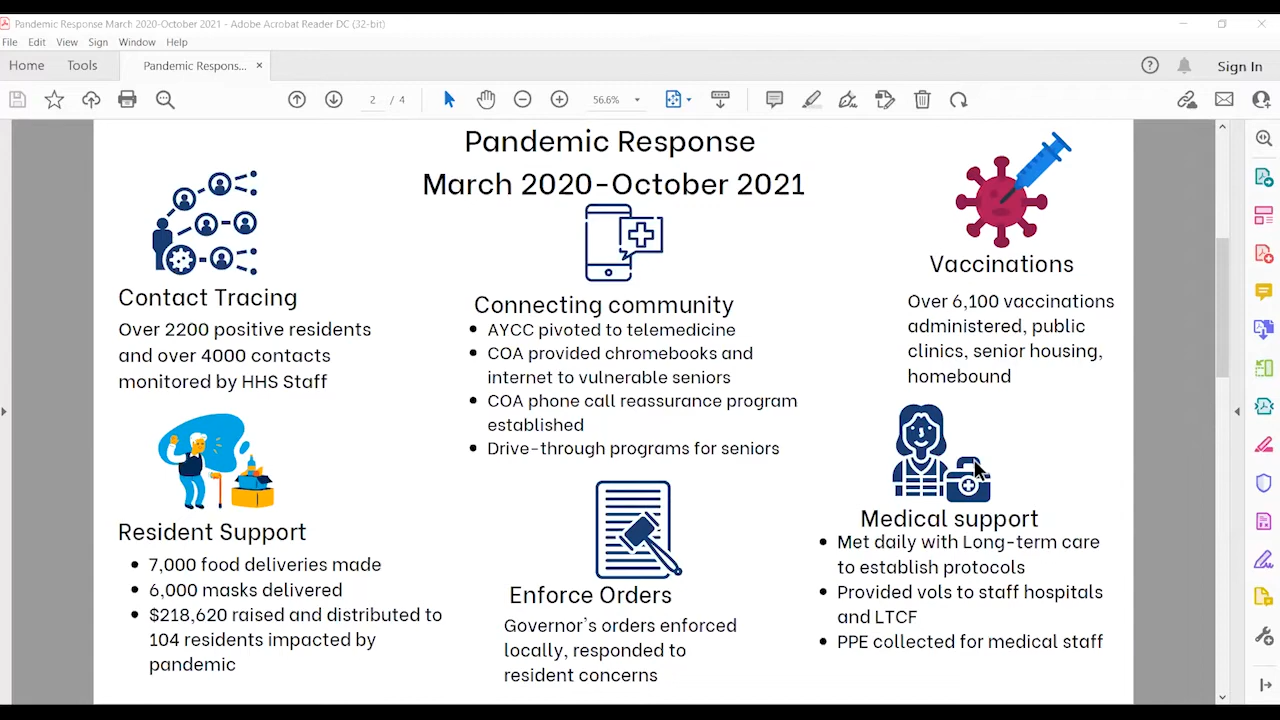 Pandemic Response March 2020-October 2021 - Adobe Acrobat Reader DC (32-bit)
File Edit View Sign Window Help
Home Tools Pandemic Respons... × Sign In
2 / 4 56.6%
Pandemic Response
March 2020-October 2021
Contact Tracing
Over 2200 positive residents
and over 4000 contacts
monitored by HHS Staff
Connecting community
• AYCC pivoted to telemedicine
• COA provided chromebooks and
internet to vulnerable seniors
• COA phone call reassurance program
established
• Drive-through programs for seniors
Vaccinations
Over 6,100 vaccinations
administered, public
clinics, senior housing,
homebound
Resident Support
• 7,000 food deliveries made
• 6,000 masks delivered
• $218,620 raised and distributed to
104 residents impacted by
pandemic
Enforce Orders
Governor's orders enforced
locally, responded to
resident concerns
Medical support
• Met daily with Long-term care
to establish protocols
• Provided vols to staff hospitals
and LTCF
• PPE collected for medical staff